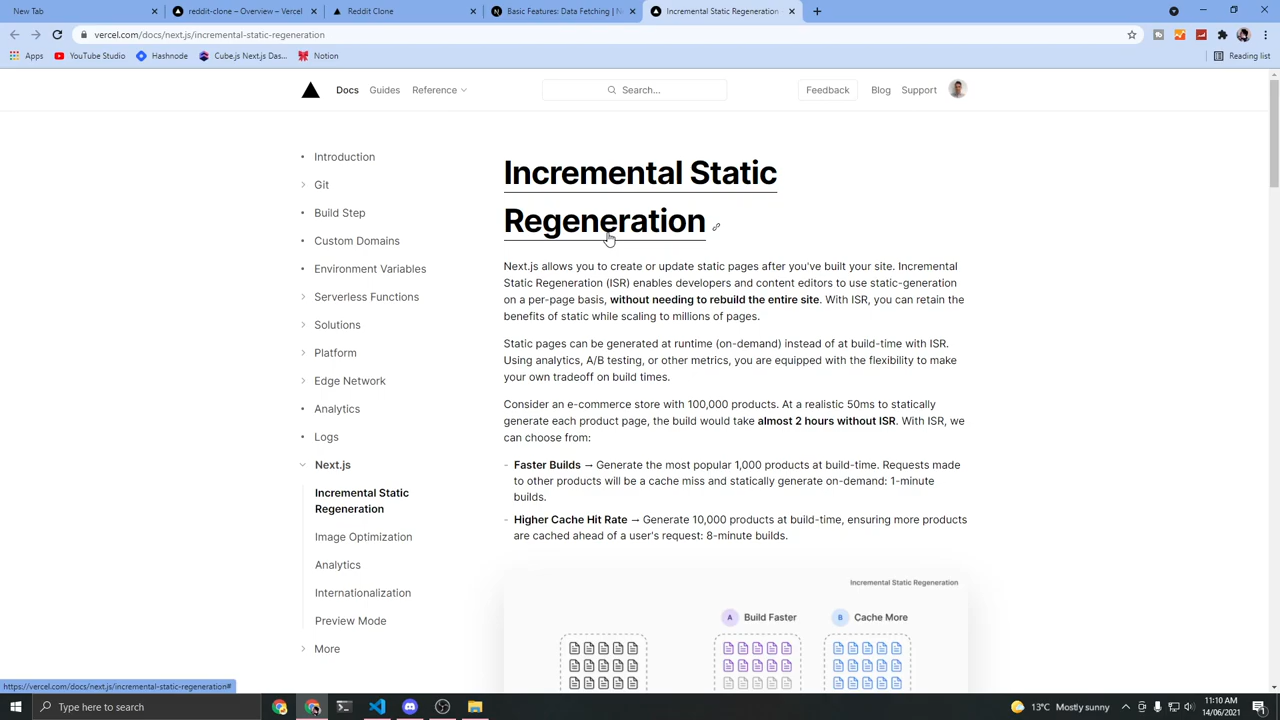 New Tab
reddit-clone – Overview – Vercel
Reddit Clone
Basic Features: Data Fetching | N
Incremental Static Regeneration
vercel.com/docs/next.js/incremental-static-regeneration
Apps
YouTube Studio
Hashnode
Cube.js Next.js Das...
Notion
Reading list
Docs
Guides
Reference
Search...
Feedback
Blog
Support
Introduction
Git
Build Step
Custom Domains
Environment Variables
Serverless Functions
Solutions
Platform
Edge Network
Analytics
Logs
Next.js
Incremental Static
Regeneration
Image Optimization
Analytics
Internationalization
Preview Mode
More
Incremental Static
Regeneration
Next.js allows you to create or update static pages after you've built your site. Incremental
Static Regeneration (ISR) enables developers and content editors to use static-generation
on a per-page basis, without needing to rebuild the entire site. With ISR, you can retain the
benefits of static while scaling to millions of pages.
Static pages can be generated at runtime (on-demand) instead of at build-time with ISR.
Using analytics, A/B testing, or other metrics, you are equipped with the flexibility to make
your own tradeoff on build times.
Consider an e-commerce store with 100,000 products. At a realistic 50ms to statically
generate each product page, the build would take almost 2 hours without ISR. With ISR, we
can choose from:
- Faster Builds → Generate the most popular 1,000 products at build-time. Requests made
to other products will be a cache miss and statically generate on-demand: 1-minute
builds.
- Higher Cache Hit Rate → Generate 10,000 products at build-time, ensuring more products
are cached ahead of a user's request: 8-minute builds.
Incremental Static Regeneration
A Build Faster
B Cache More
https://vercel.com/docs/next.js/incremental-static-regeneration#
Type here to search
13°C Mostly sunny
11:10 AM
14/06/2021